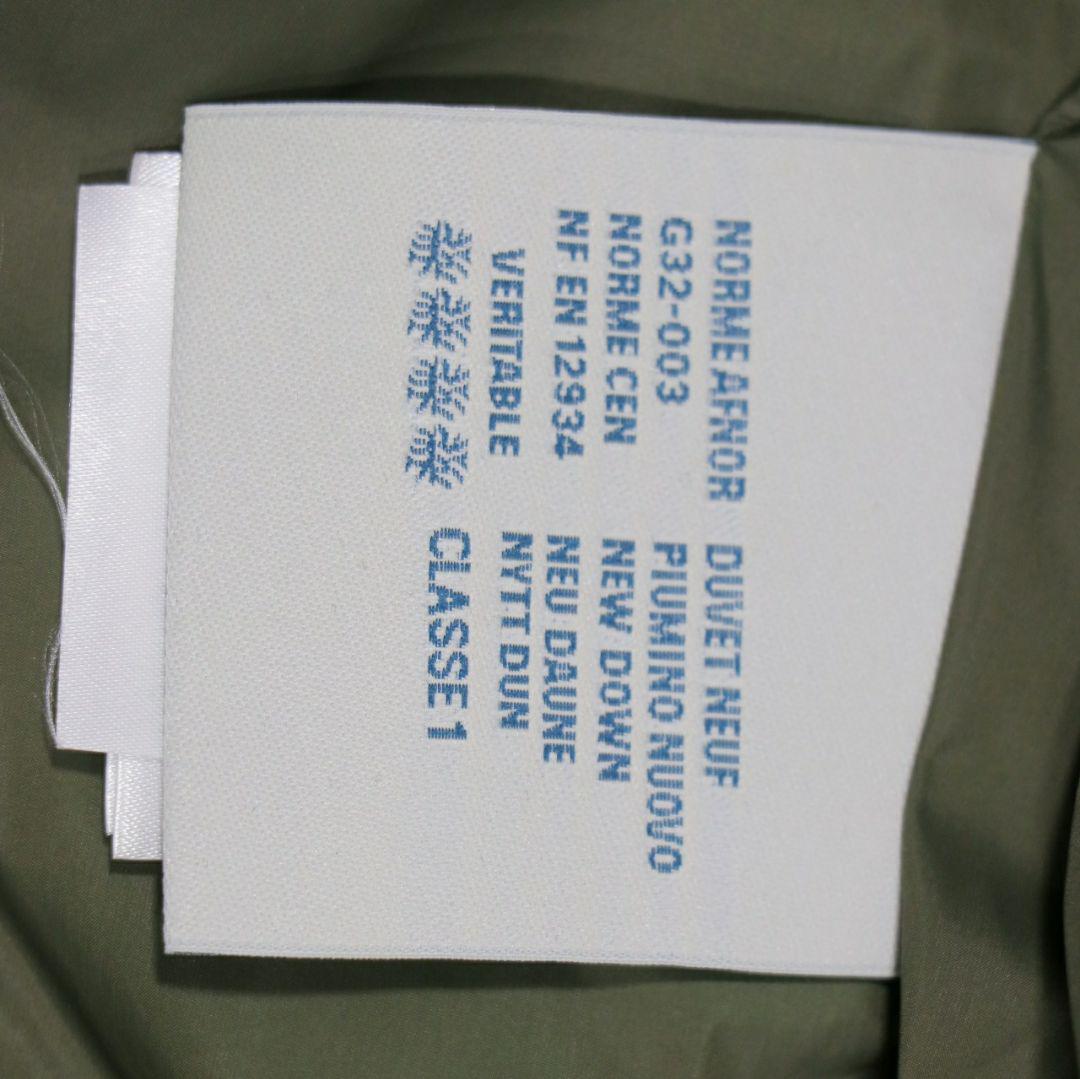 NORME AFNOR
G32-003
NORME CEN
NF EN 12934
VERITABLE
DUVET NEUF
PIUMINO NUOVO
NEW DOWN
NEU DAUNE
NYTT DUN
CLASSE 1